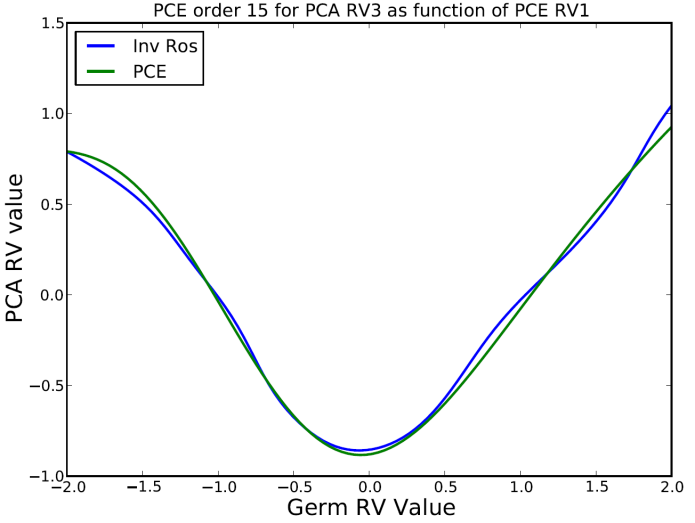 PCE order 15 for PCA RV3 as function of PCE RV1
1.5
Inv Ros
PCE
1.0
0.5
0.0
−0.5
−1.0
PCA RV value
−2.0 −1.5 −1.0 −0.5 0.0 0.5 1.0 1.5 2.0
Germ RV Value